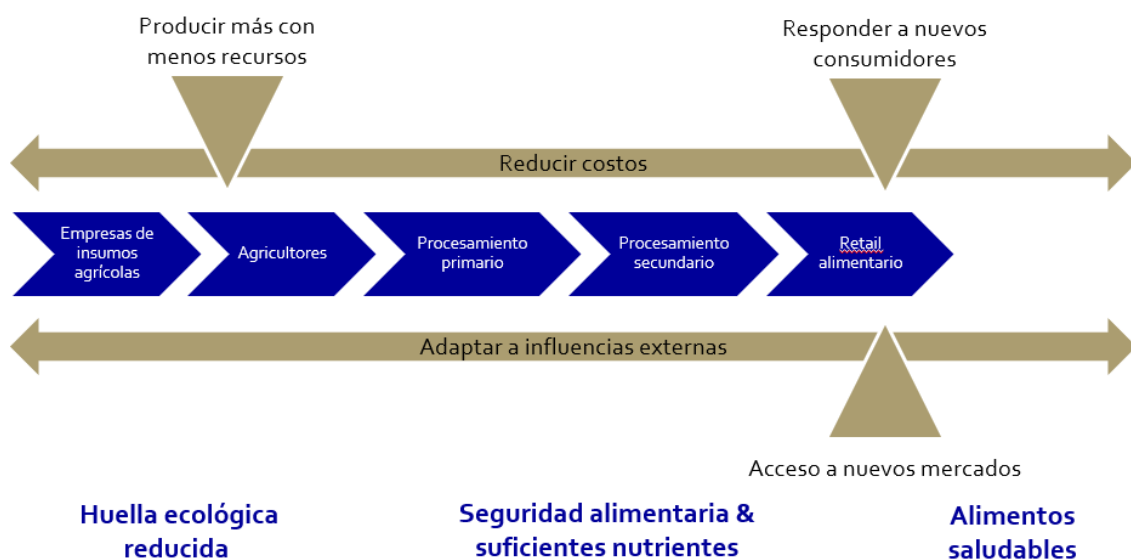 Producir más con
menos recursos
Responder a nuevos
consumidores
Reducir costos
Empresas de
insumos
agrícolas
Agricultores
Procesamiento
primario
Procesamiento
secundario
Retail
alimentario
Adaptar a influencias externas
Acceso a nuevos mercados
Huella ecológica
reducida
Seguridad alimentaria &
suficientes nutrientes
Alimentos
saludables